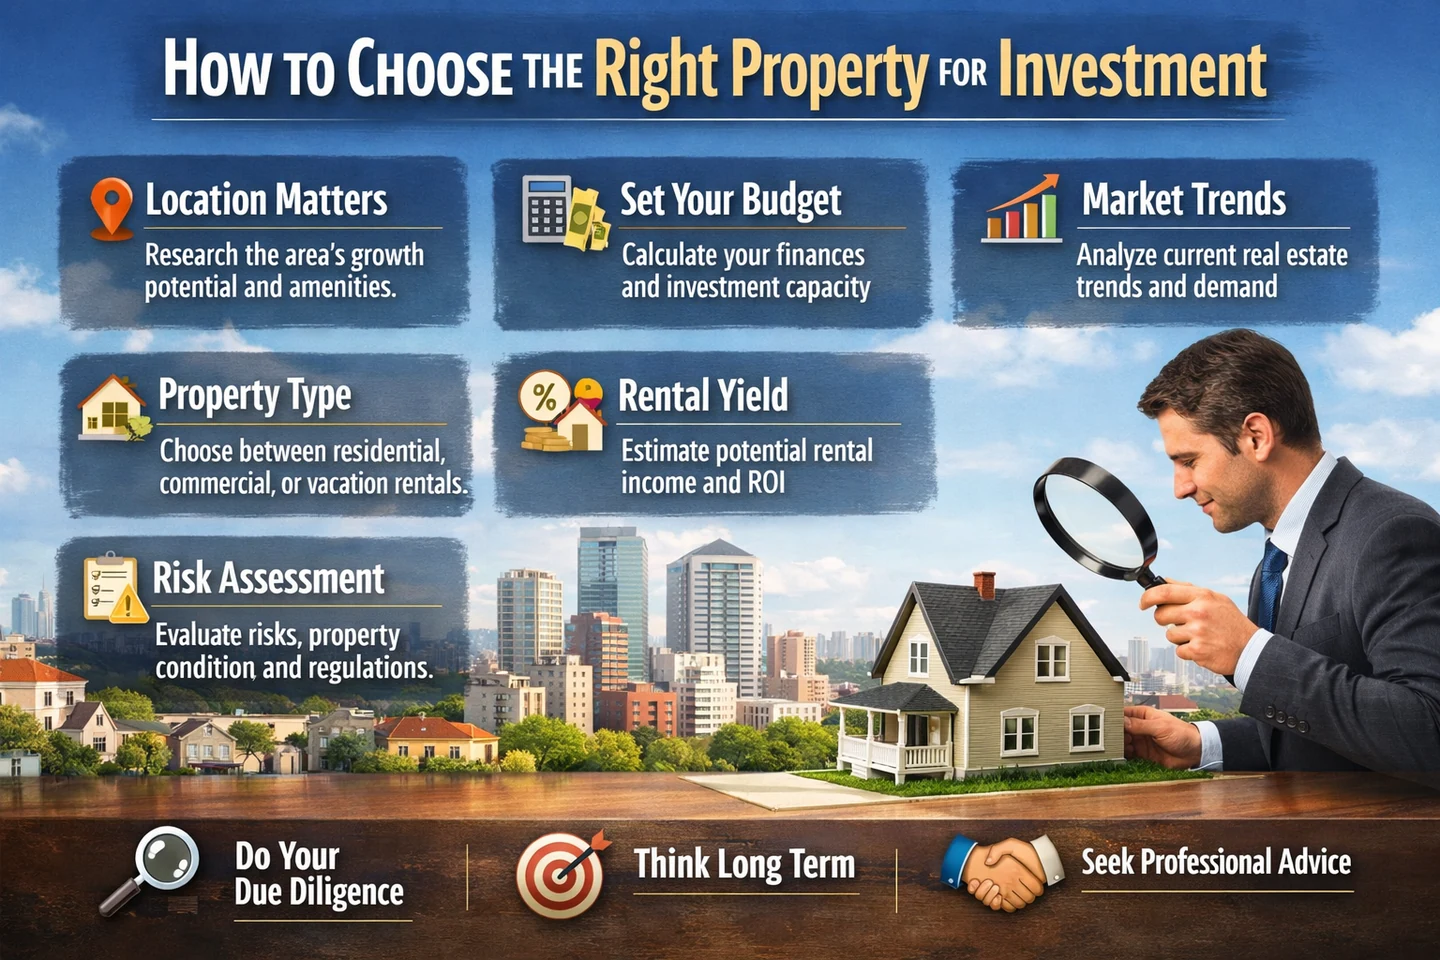 How to Choose the Right Property for Investment
Location Matters
Research the area's growth
potential and amenities.
Set Your Budget
Calculate your finances
and investment capacity
Market Trends
Analyze current real estate
trends and demand
Property Type
Choose between residential,
commercial, or vacation rentals.
%
Rental Yield
Estimate potential rental
income and ROI
Risk Assessment
Evaluate risks, property
condition, and regulations.
Do Your
Due Diligence
Think Long Term
Seek Professional Advice